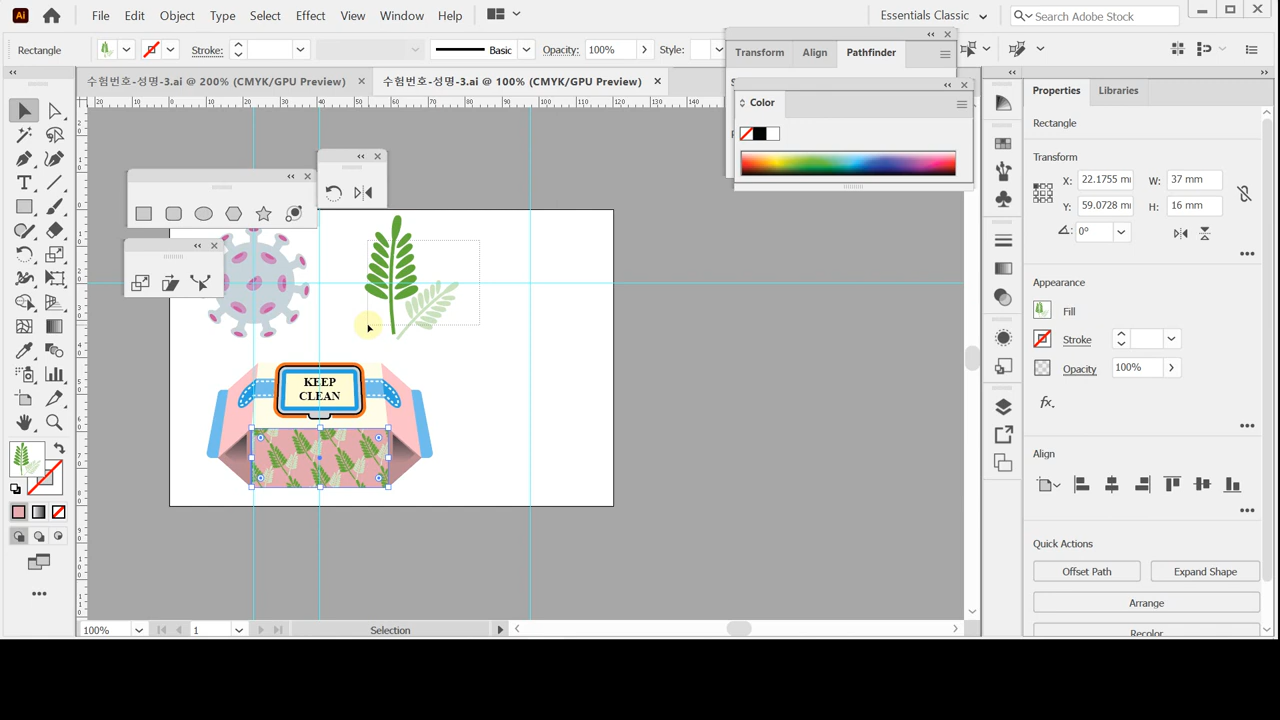 Ai File Edit Object Type Select Effect View Window Help Essentials Classic Search Adobe Stock
Rectangle Stroke: Basic Opacity: 100% Style:
Transform Align Pathfinder
수험번호-성명-3.ai @ 200% (CMYK/GPU Preview)
수험번호-성명-3.ai @ 100% (CMYK/GPU Preview)
Color
Properties Libraries
Rectangle
Transform
X: 22.1755 mm W: 37 mm
Y: 59.0728 mm H: 16 mm
0°
Appearance
Fill
Stroke
Opacity 100%
fx.
Align
Quick Actions
Offset Path Expand Shape
Arrange
Recolor
KEEP
CLEAN
100% 1 Selection